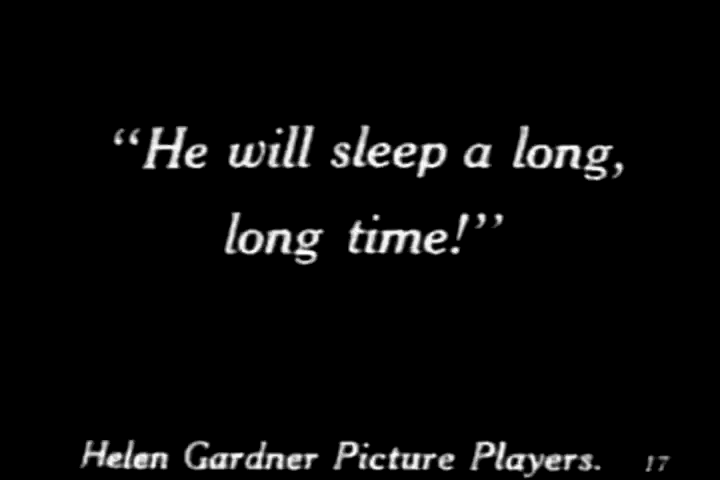 “He will sleep a long,
long time!”
Helen Gardner Picture Players. 17